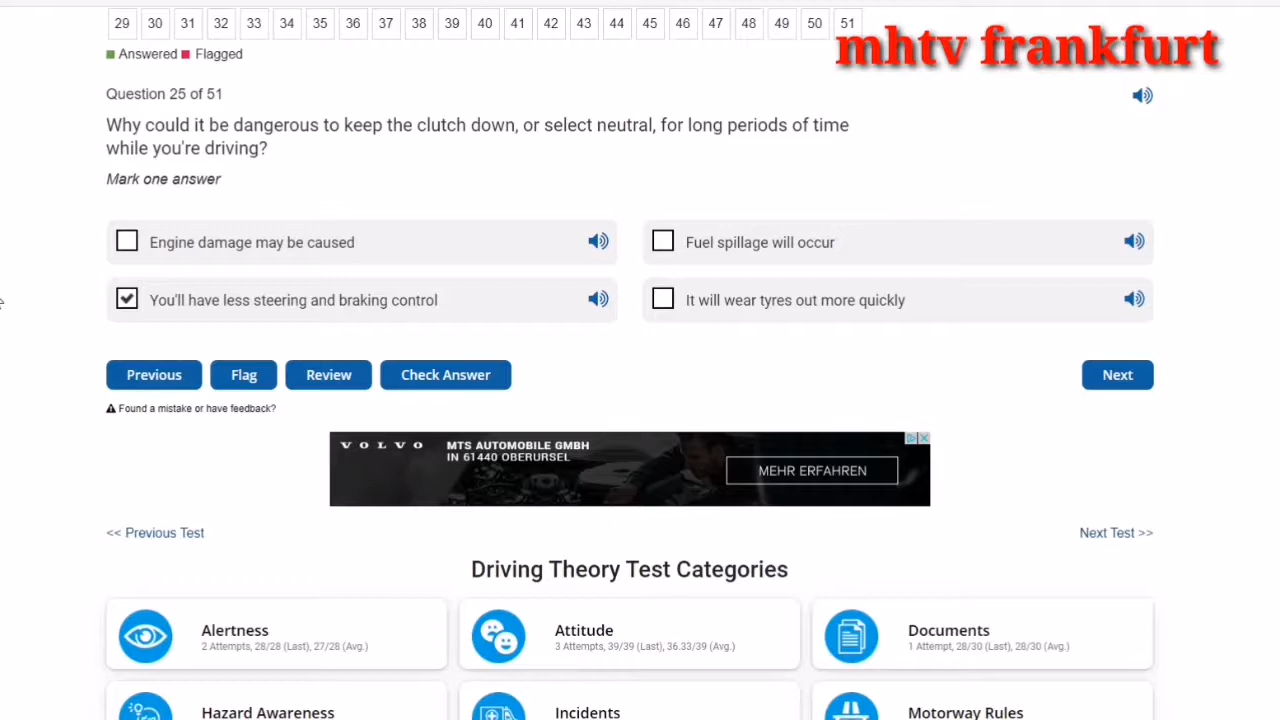 29 30 31 32 33 34 35 36 37 38 39 40 41 42 43 44 45 46 47 48 49 50 51
mhtv frankfurt
Answered Flagged
Question 25 of 51
Why could it be dangerous to keep the clutch down, or select neutral, for long periods of time
while you're driving?
Mark one answer
Engine damage may be caused
Fuel spillage will occur
You'll have less steering and braking control
It will wear tyres out more quickly
Previous Flag Review Check Answer Next
Found a mistake or have feedback?
VOLVO MTS AUTOMOBILE GMBH
IN 61440 OBERURSEL
MEHR ERFAHREN
<< Previous Test Next Test >>
Driving Theory Test Categories
Alertness
2 Attempts, 28/28 (Last), 27/28 (Avg.)
Attitude
3 Attempts, 39/39 (Last), 36.33/39 (Avg.)
Documents
1 Attempt, 28/30 (Last), 28/30 (Avg.)
Hazard Awareness
Incidents
Motorway Rules